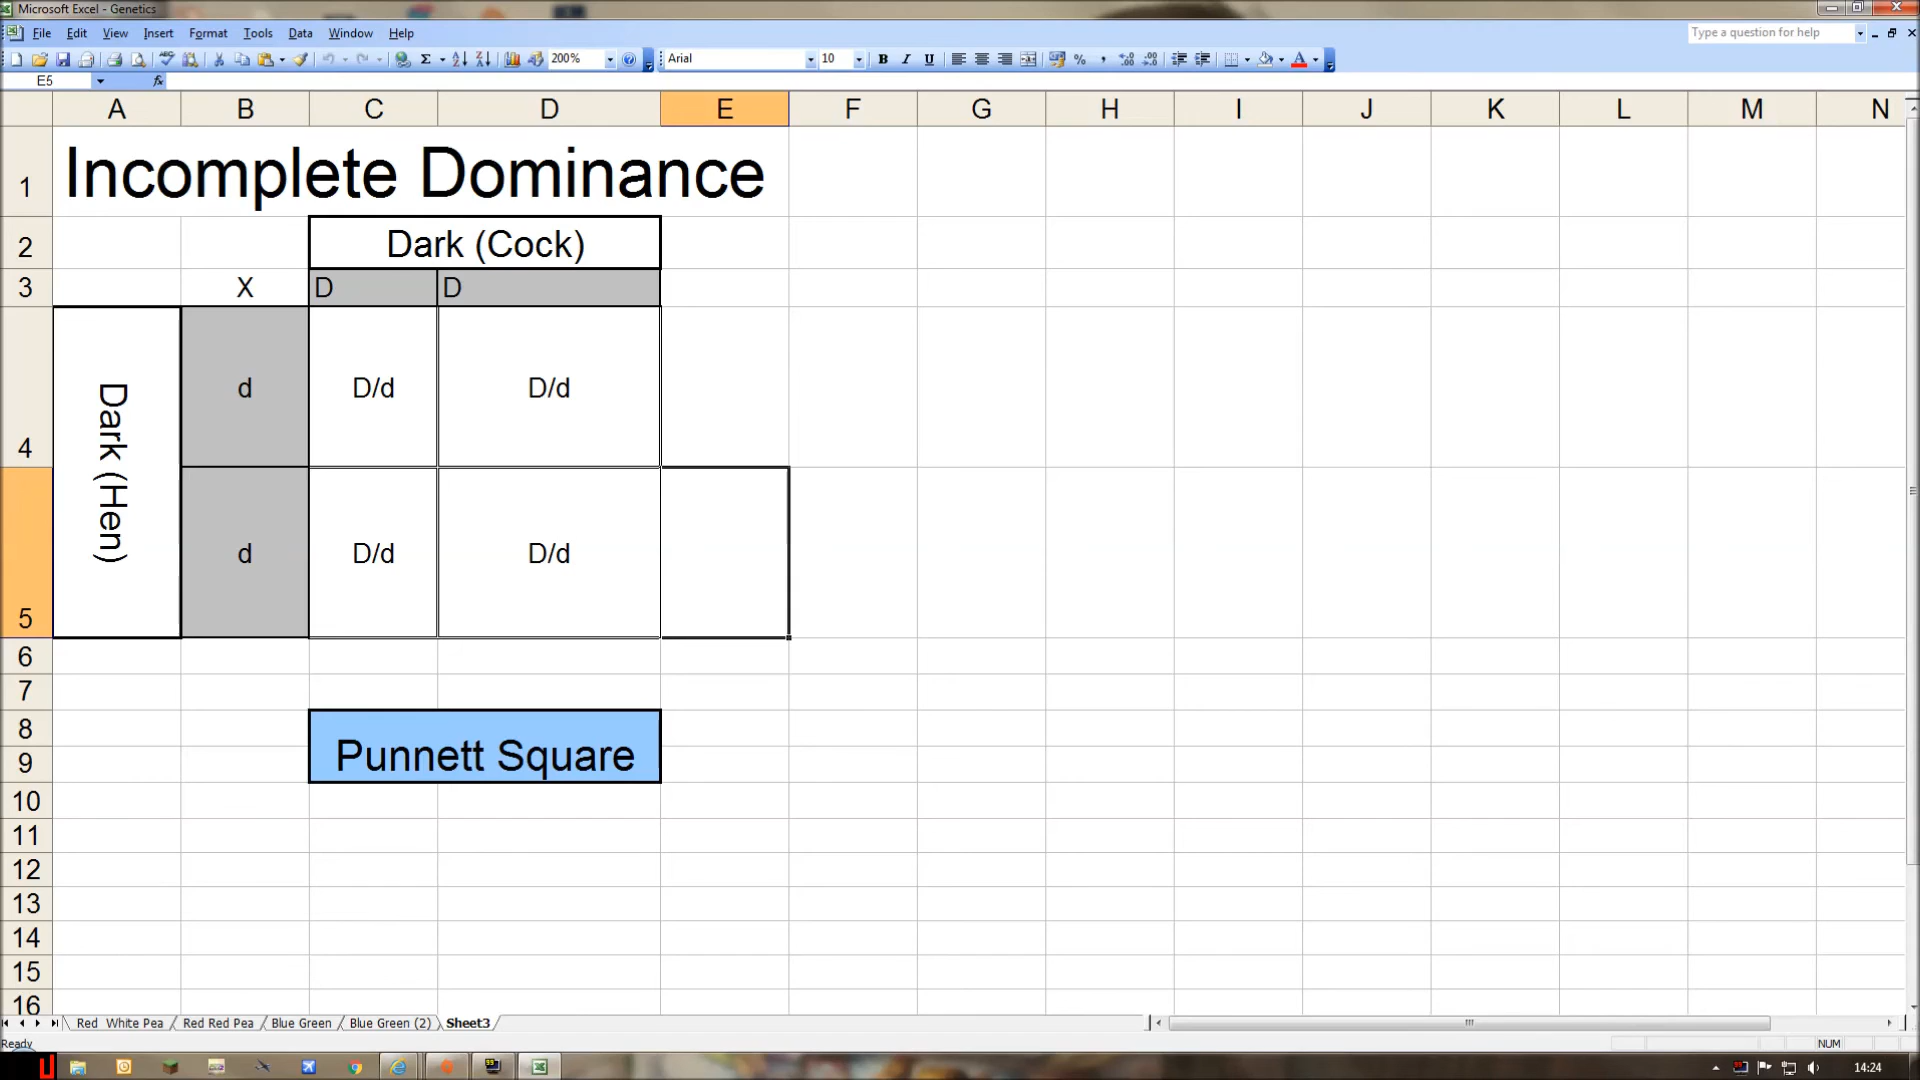 Microsoft Excel - Genetics
File Edit View Insert Format Tools Data Window Help Type a question for help
200% Arial 10 B I U
E5 fx
A B C D E F G H I J K L M N
1 Incomplete Dominance
2 Dark (Cock)
3 X D D
4 d D/d D/d
Dark (Hen)
5 d D/d D/d
6
7
8
9 Punnett Square
10
11
12
13
14
15
16
Red White Pea Red Red Pea Blue Green Blue Green (2) Sheet3
Ready NUM
14:24